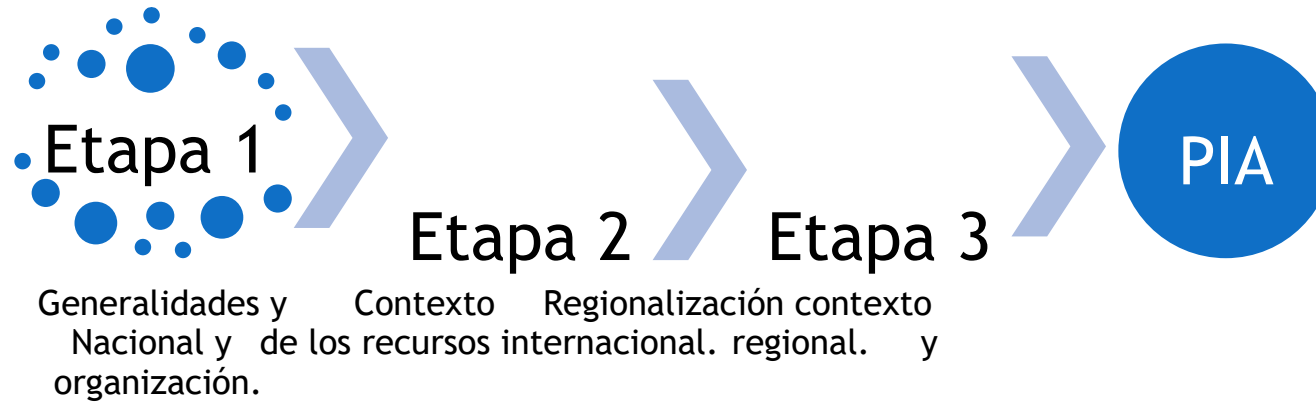 Etapa 1
PIA
Etapa 2
Etapa 3
Generalidades y Contexto Regionalización contexto
Nacional y de los recursos internacional. regional. y
organización.